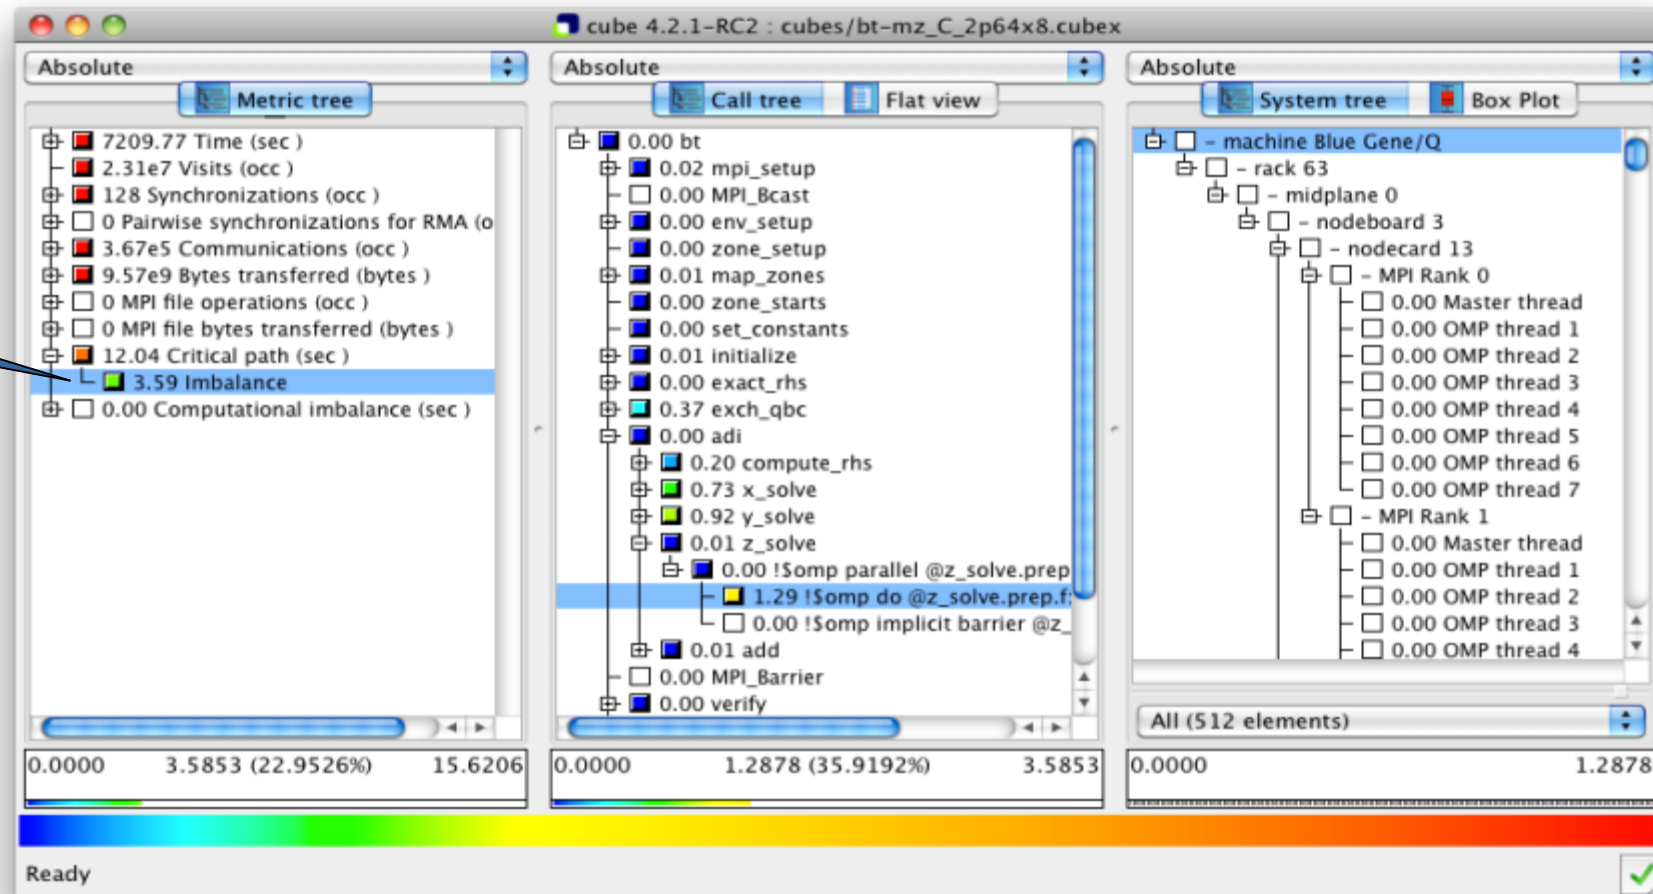 cube 4.2.1-RC2 : cubes/bt-mz_C_2p64x8.cubex
Absolute
Metric tree
7209.77 Time (sec )
2.31e7 Visits (occ )
128 Synchronizations (occ )
0 Pairwise synchronizations for RMA (o
3.67e5 Communications (occ )
9.57e9 Bytes transferred (bytes )
0 MPI file operations (occ )
0 MPI file bytes transferred (bytes )
12.04 Critical path (sec )
3.59 Imbalance
0.00 Computational imbalance (sec )
0.0000 3.5853 (22.9526%) 15.6206
Absolute
Call tree Flat view
0.00 bt
0.02 mpi_setup
0.00 MPI_Bcast
0.00 env_setup
0.00 zone_setup
0.01 map_zones
0.00 zone_starts
0.00 set_constants
0.01 initialize
0.00 exact_rhs
0.37 exch_qbc
0.00 adi
0.20 compute_rhs
0.73 x_solve
0.92 y_solve
0.01 z_solve
0.00 !$omp parallel @z_solve.prep
1.29 !$omp do @z_solve.prep.f:
0.00 !$omp implicit barrier @z_
0.01 add
0.00 MPI_Barrier
0.00 verify
0.0000 1.2878 (35.9192%) 3.5853
Absolute
System tree Box Plot
- machine Blue Gene/Q
- rack 63
- midplane 0
- nodeboard 3
- nodecard 13
- MPI Rank 0
0.00 Master thread
0.00 OMP thread 1
0.00 OMP thread 2
0.00 OMP thread 3
0.00 OMP thread 4
0.00 OMP thread 5
0.00 OMP thread 6
0.00 OMP thread 7
- MPI Rank 1
0.00 Master thread
0.00 OMP thread 1
0.00 OMP thread 2
0.00 OMP thread 3
0.00 OMP thread 4
All (512 elements)
0.0000 1.2878
Ready